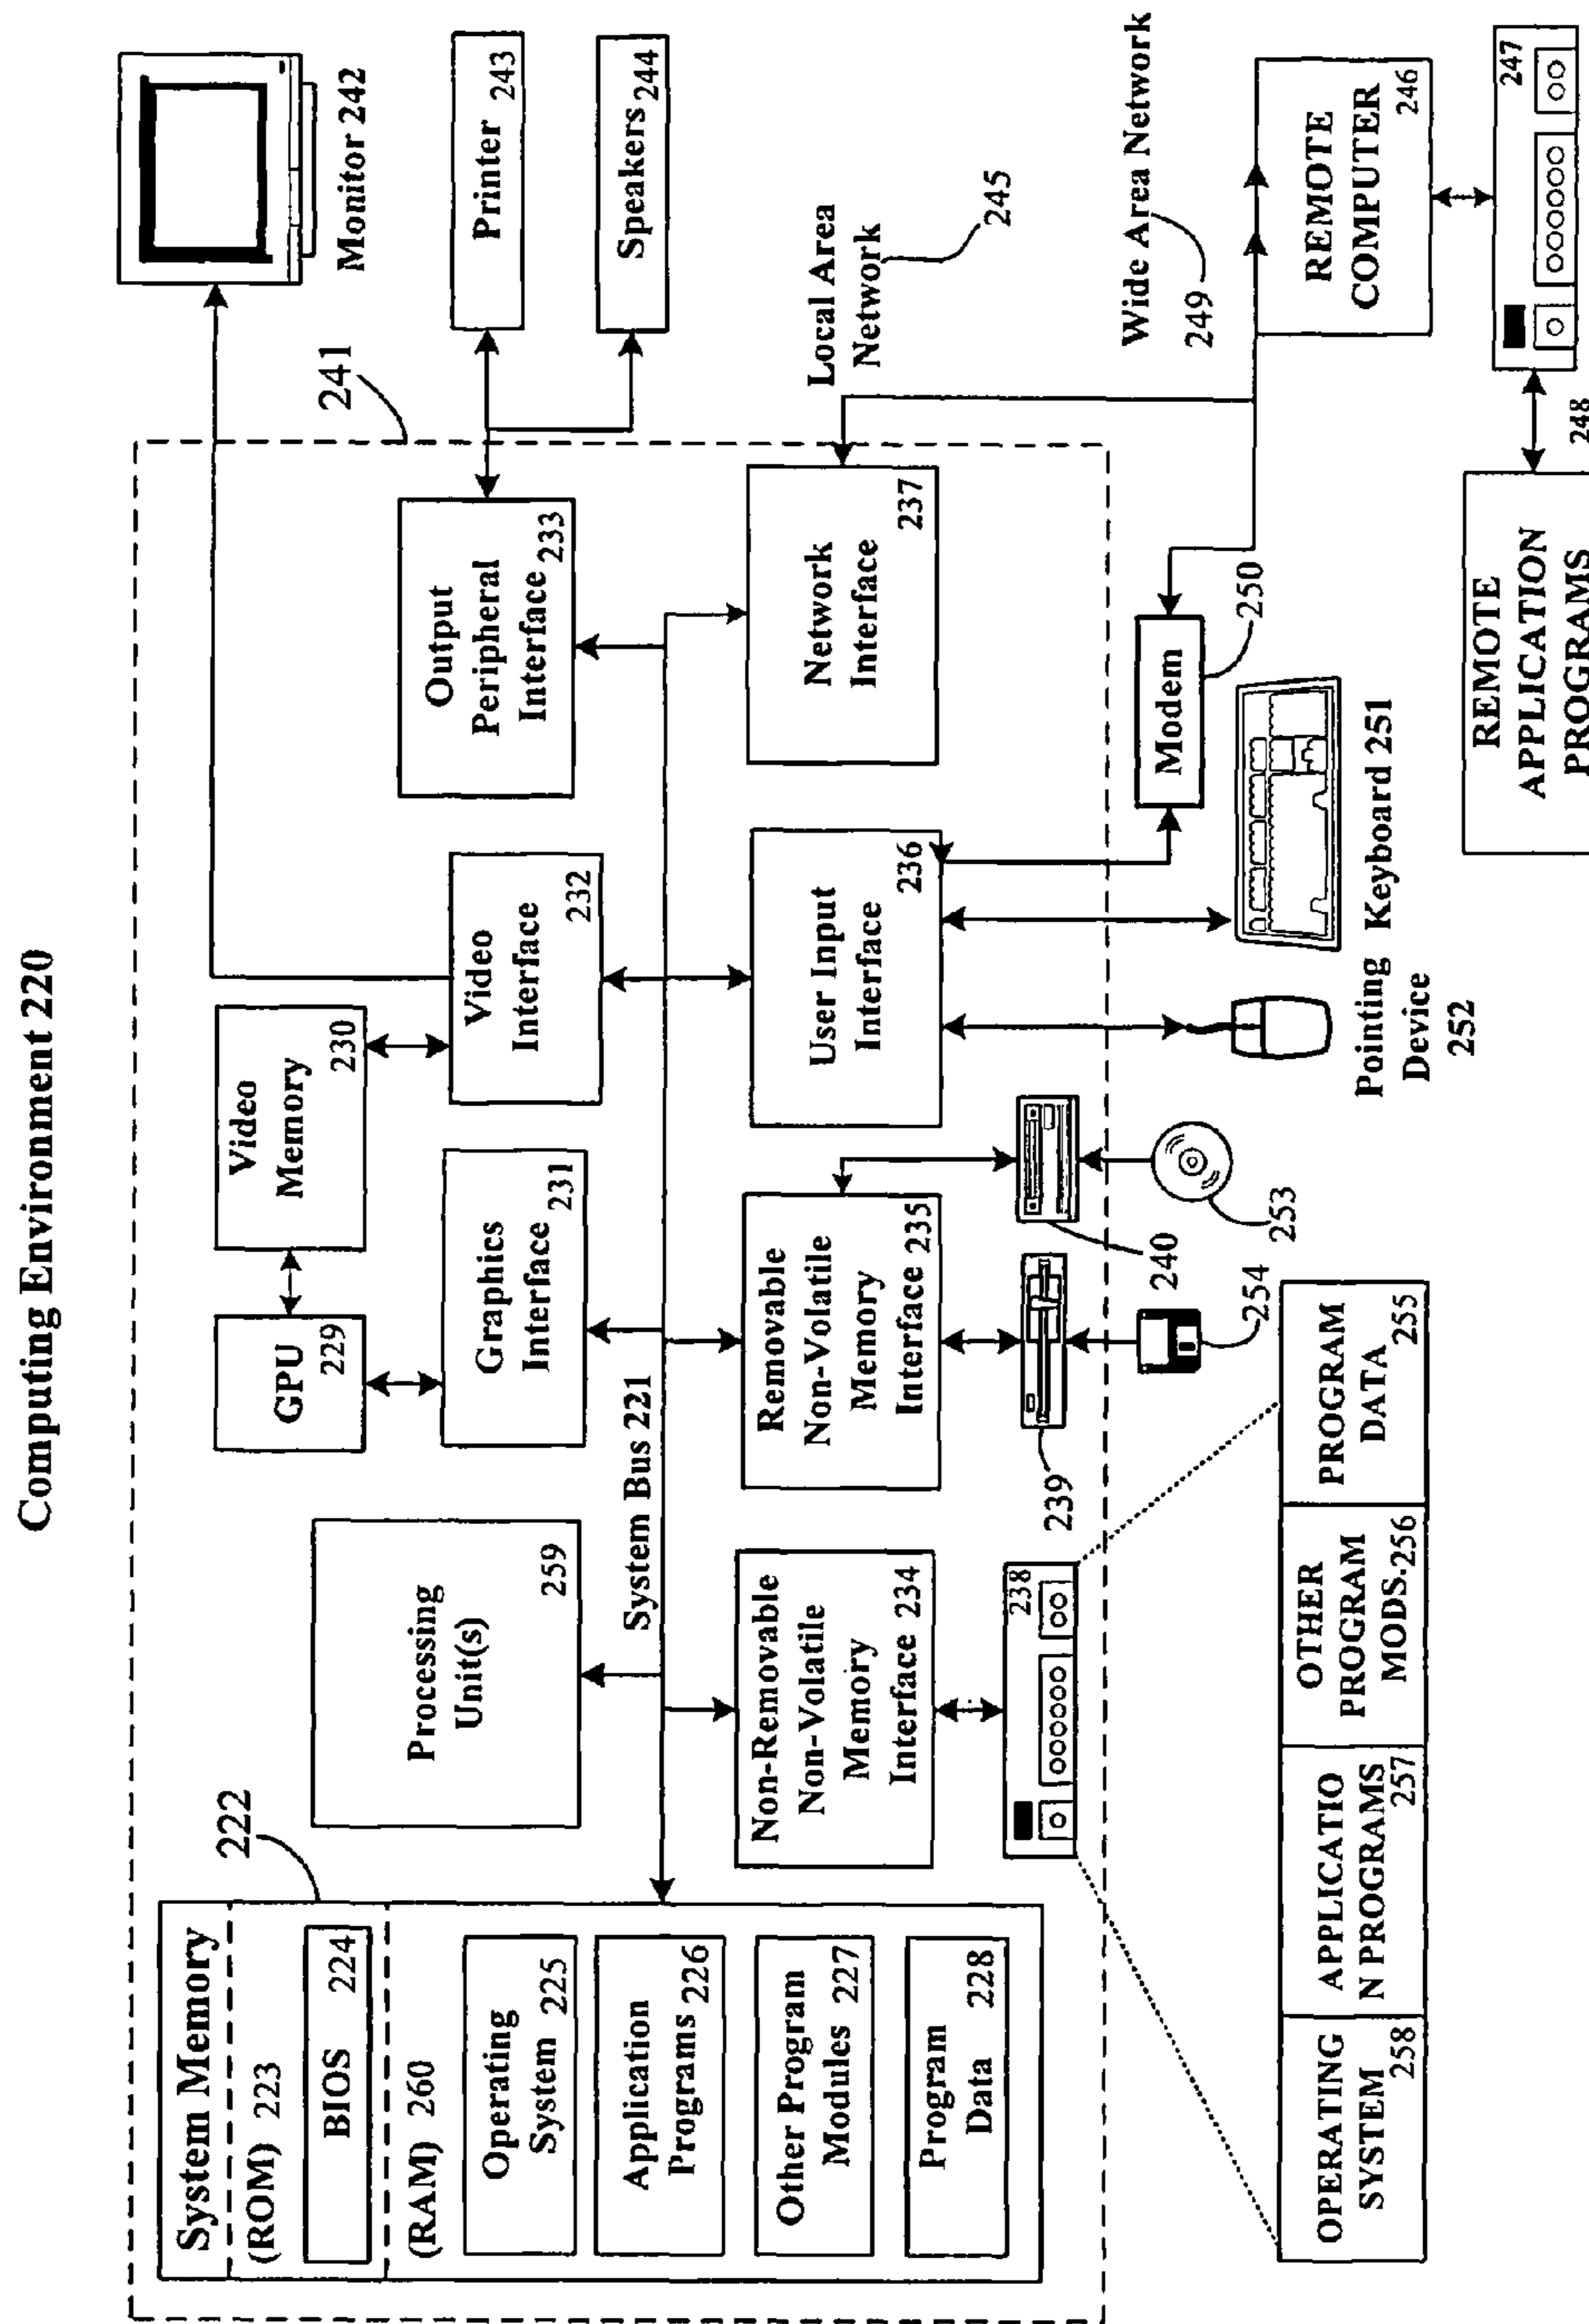 Computing Environment 220
System Memory
222
(ROM) 223
BIOS
224
(RAM) 260
Operating
System 225
Application
Programs 226
Other Program
Modules 227
Program
Data 228
Processing
Unit(s)
259
System Bus 221
GPU
229
Video
Memory
230
Graphics
Interface
231
Video
Interface
232
Output
Peripheral
Interface 233
241
Monitor 242
Printer
243
Speakers 244
Non-Removable
Non-Volatile
Memory
Interface 234
Removable
Non-Volatile
Memory
Interface 235
User Input
Interface
236
Network
Interface
237
Local Area
Network
245
238
239
240
254
253
Pointing
Device
252
Keyboard 251
Modem
250
Wide Area Network
249
REMOTE
COMPUTER
246
247
248
REMOTE
APPLICATION
PROGRAMS
OPERATING
SYSTEM
258
APPLICATIO
N PROGRAMS
257
OTHER
PROGRAM
MODS.256
PROGRAM
DATA
255